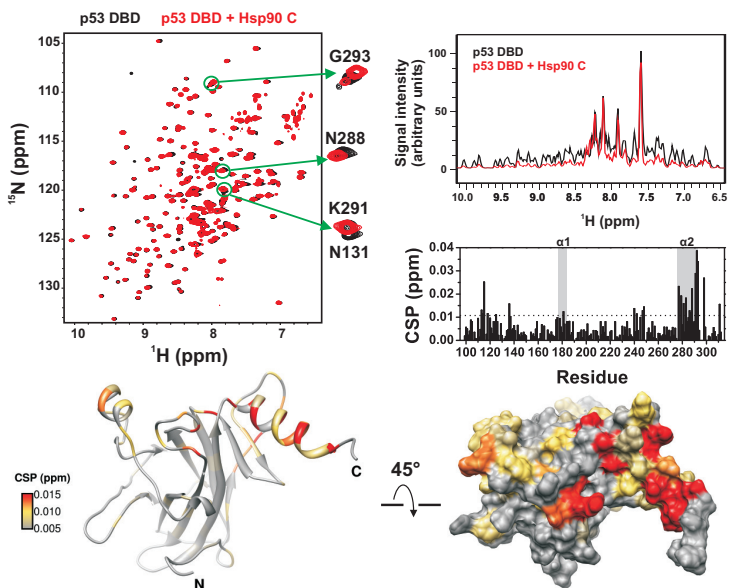 p53 DBD p53 DBD + Hsp90 C
105
110
115
120
125
130
15N (ppm)
10 9 8 7
1H (ppm)
G293
N288
K291
N131
Signal intensity
(arbitrary units)
100
50
0
p53 DBD
p53 DBD + Hsp90 C
10.0 9.5 9.0 8.5 8.0 7.5 7.0 6.5
1H (ppm)
α1 α2
CSP (ppm)
0.04
0.03
0.02
0.01
0.00
100 120 140 160 180 200 220 240 260 280 300
Residue
CSP (ppm)
0.015
0.010
0.005
N
C
45°